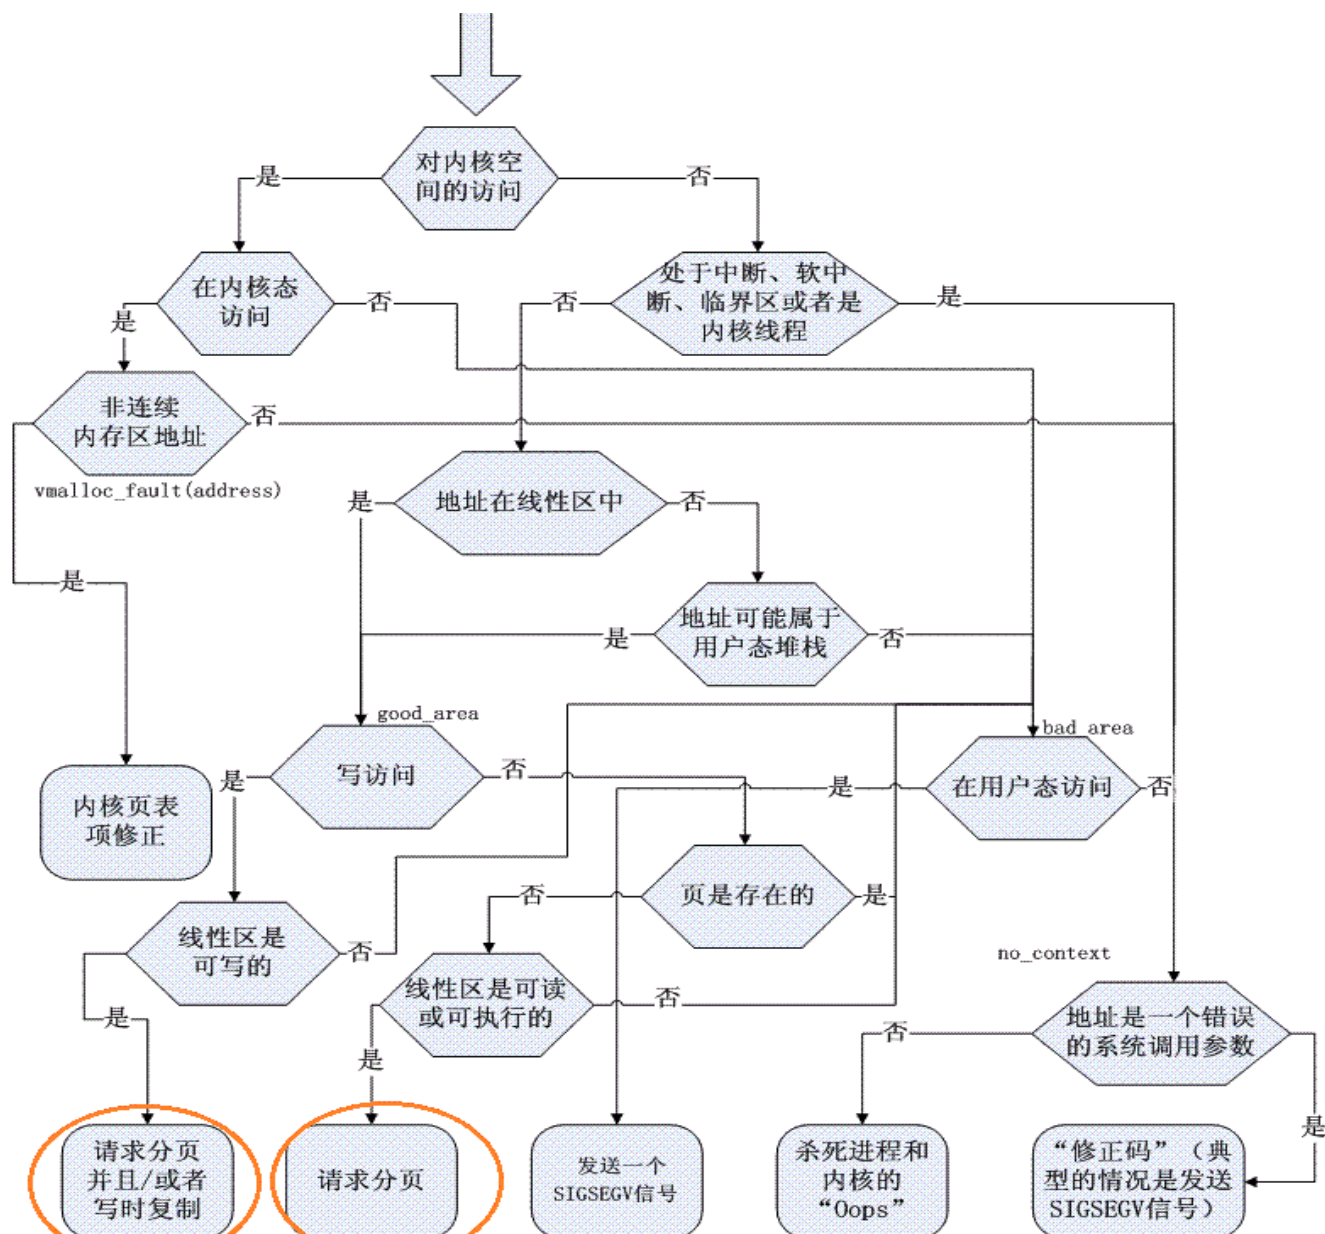 对内核空
间的访问
是
否
在内核态
访问
处于中断、软中
断、临界区或者是
内核线程
是
否
否
是
非连续
内存区地址
否
vmalloc_fault(address)
是
地址在线性区中
是
否
地址可能属于
用户态堆栈
是
否
good_area
bad_area
写访问
是
否
在用户态访问
是
否
内核页表
项修正
页是存在的
否
是
线性区是
可写的
否
是
线性区是可读
或可执行的
否
是
no_context
地址是一个错误
的系统调用参数
否
是
请求分页
并且/或者
写时复制
请求分页
发送一个
SIGSEGV信号
杀死进程和
内核的
“Oops”
“修正码”（典
型的情况是发送
SIGSEGV信号）